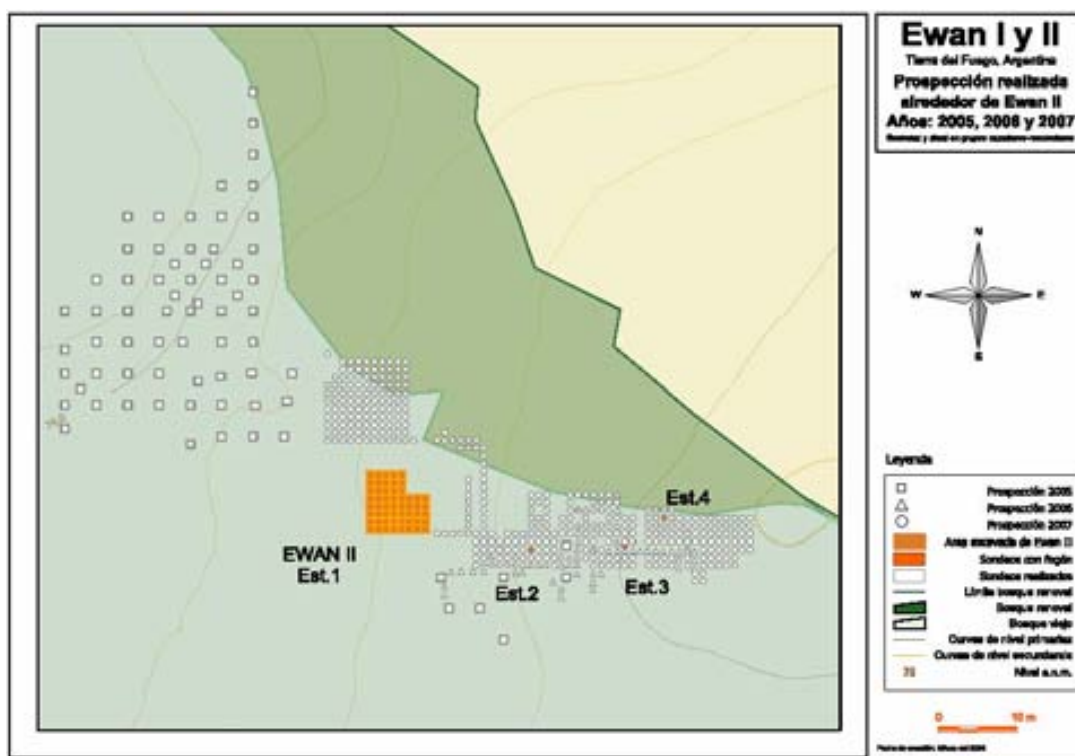 Ewan I y II
Tierra del Fuego, Argentina
Prospección realizada
alrededor de Ewan II
Años: 2005, 2006 y 2007
N
W
E
S
Est.4
EWAN II
Est.1
Est.2
Est.3
Leyenda
Prospección 2005
Prospección 2006
Prospección 2007
Area excavada de Ewan II
Sondeos con fogón
Sondeos realizados
Límite bosque renoval
Bosque renoval
Bosque viejo
Curvas de nivel primarias
Curvas de nivel secundarias
Nivel s.n.m.
0 10 m